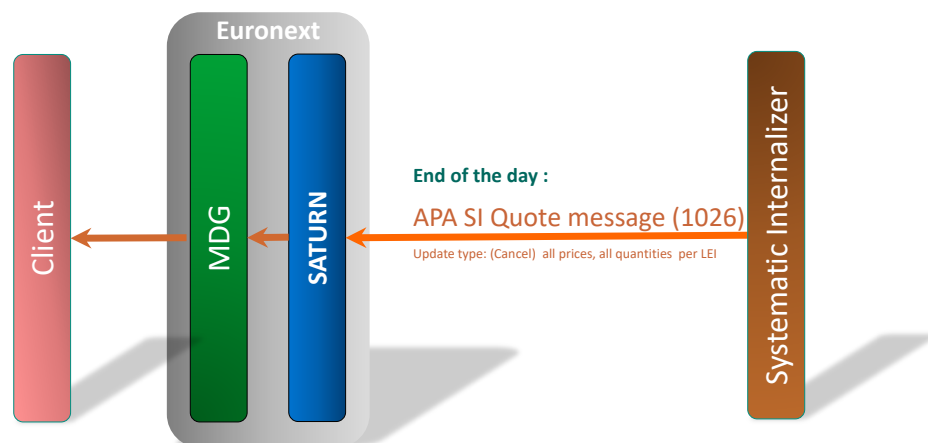 Euronext
Client
MDG
SATURN
End of the day :
APA SI Quote message (1026)
Update type: (Cancel) all prices, all quantities per LEI
Systematic Internalizer